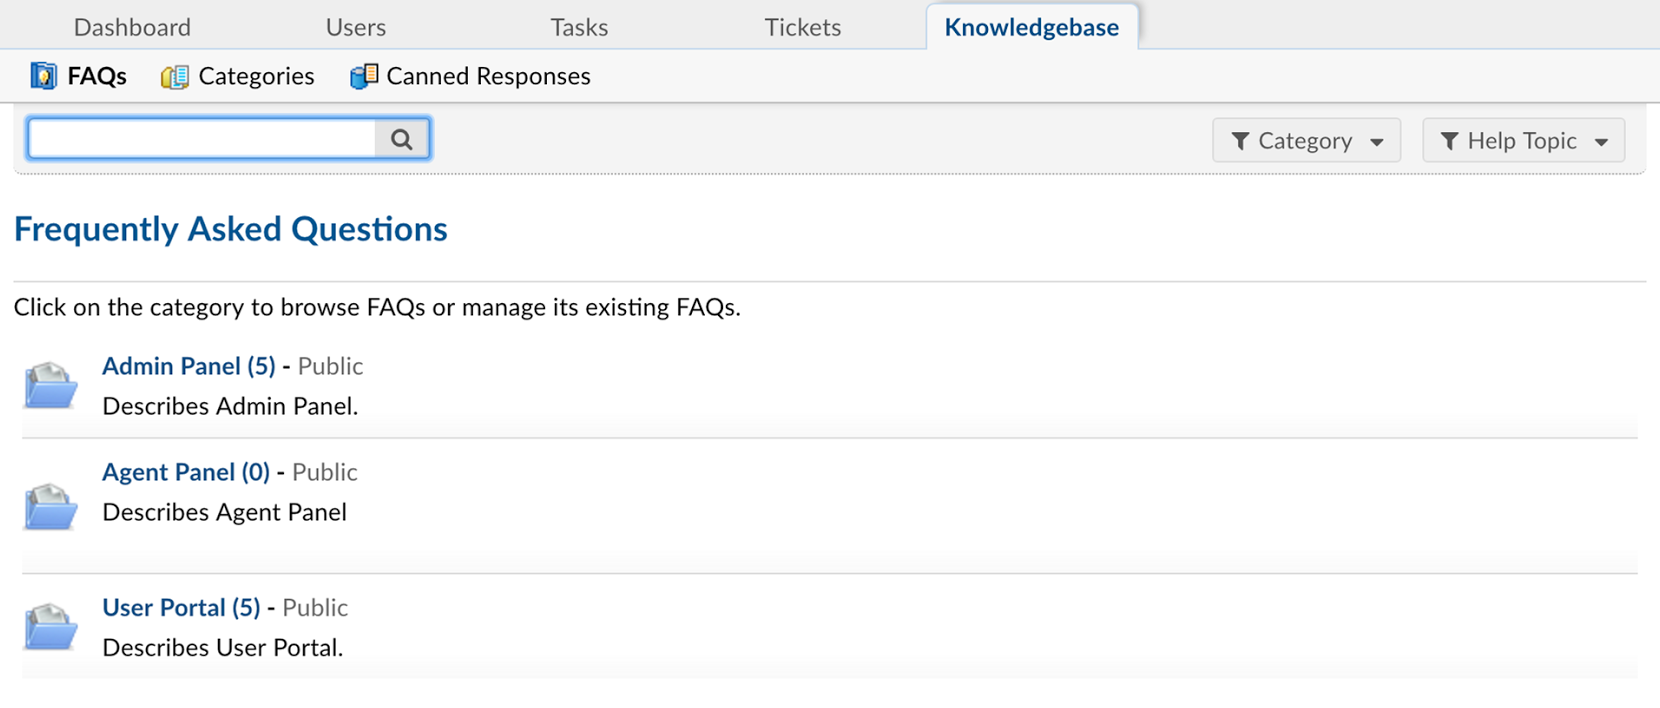 Dashboard Users Tasks Tickets Knowledgebase
FAQs Categories Canned Responses
Category Help Topic
Frequently Asked Questions
Click on the category to browse FAQs or manage its existing FAQs.
Admin Panel (5) - Public
Describes Admin Panel.
Agent Panel (0) - Public
Describes Agent Panel
User Portal (5) - Public
Describes User Portal.